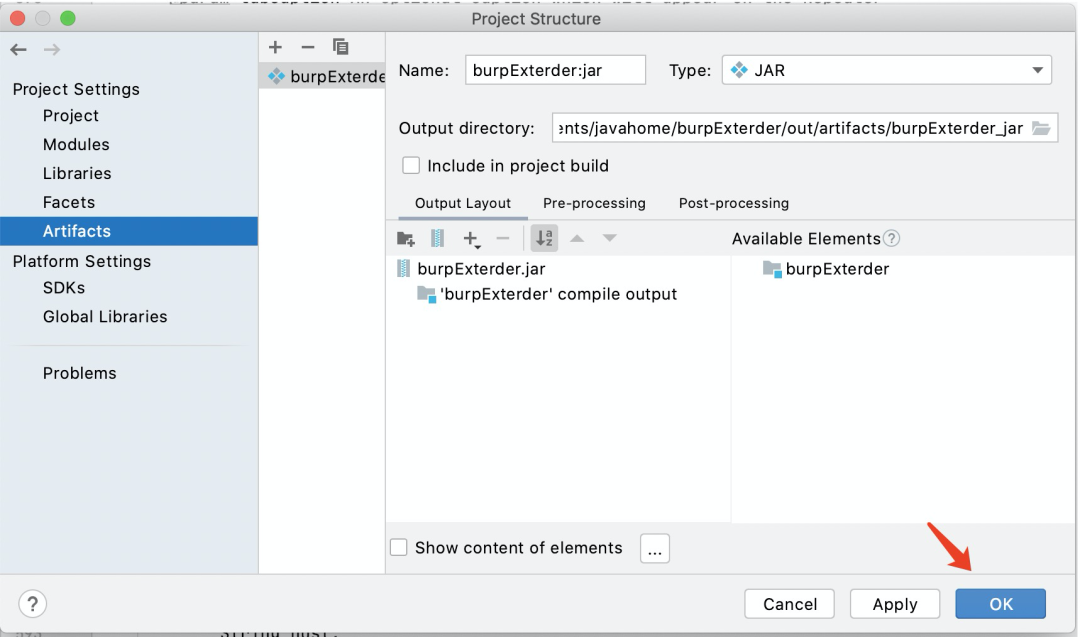 Project Structure
Project Settings
Project
Modules
Libraries
Facets
Artifacts
Platform Settings
SDKs
Global Libraries
Problems
burpExterde
Name: burpExterder:jar Type: JAR
Output directory: ents/javahome/burpExterder/out/artifacts/burpExterder_jar
Include in project build
Output Layout Pre-processing Post-processing
Available Elements ?
burpExterder.jar
'burpExterder' compile output
burpExterder
Show content of elements ...
? Cancel Apply OK